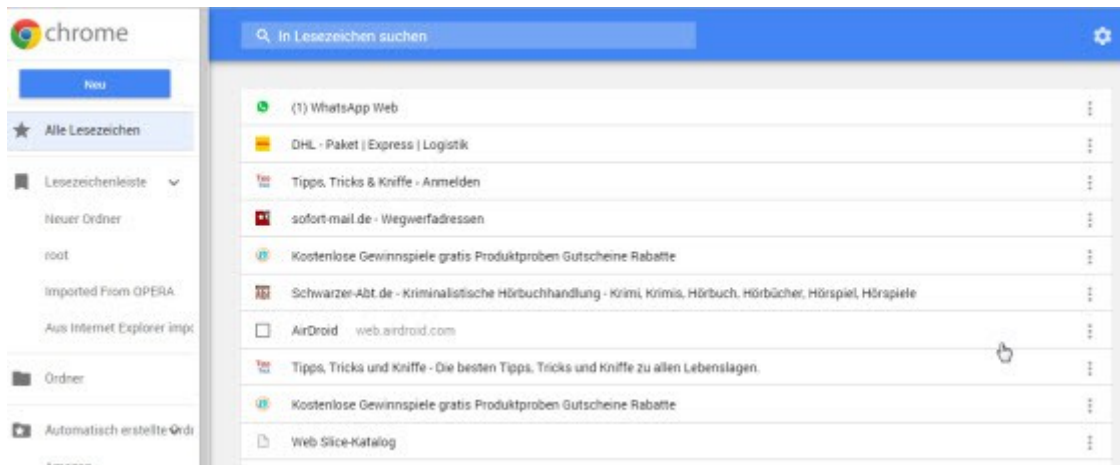 chrome
In Lesezeichen suchen
Neu
Alle Lesezeichen
Lesezeichenleiste
Neuer Ordner
root
Imported From OPERA
Aus Internet Explorer impo
Ordner
Automatisch erstellte Ordn
(1) WhatsApp Web
DHL - Paket | Express | Logistik
Tipps, Tricks & Kniffe - Anmelden
sofort-mail.de - Wegwerfadressen
Kostenlose Gewinnspiele gratis Produktproben Gutscheine Rabatte
Schwarzer-Abt.de - Kriminalistische Hörbuchhandlung - Krimi, Krimis, Hörbuch, Hörbücher, Hörspiel, Hörspiele
AirDroid web.airdroid.com
Tipps, Tricks und Kniffe - Die besten Tipps, Tricks und Kniffe zu allen Lebenslagen.
Kostenlose Gewinnspiele gratis Produktproben Gutscheine Rabatte
Web Slice-Katalog